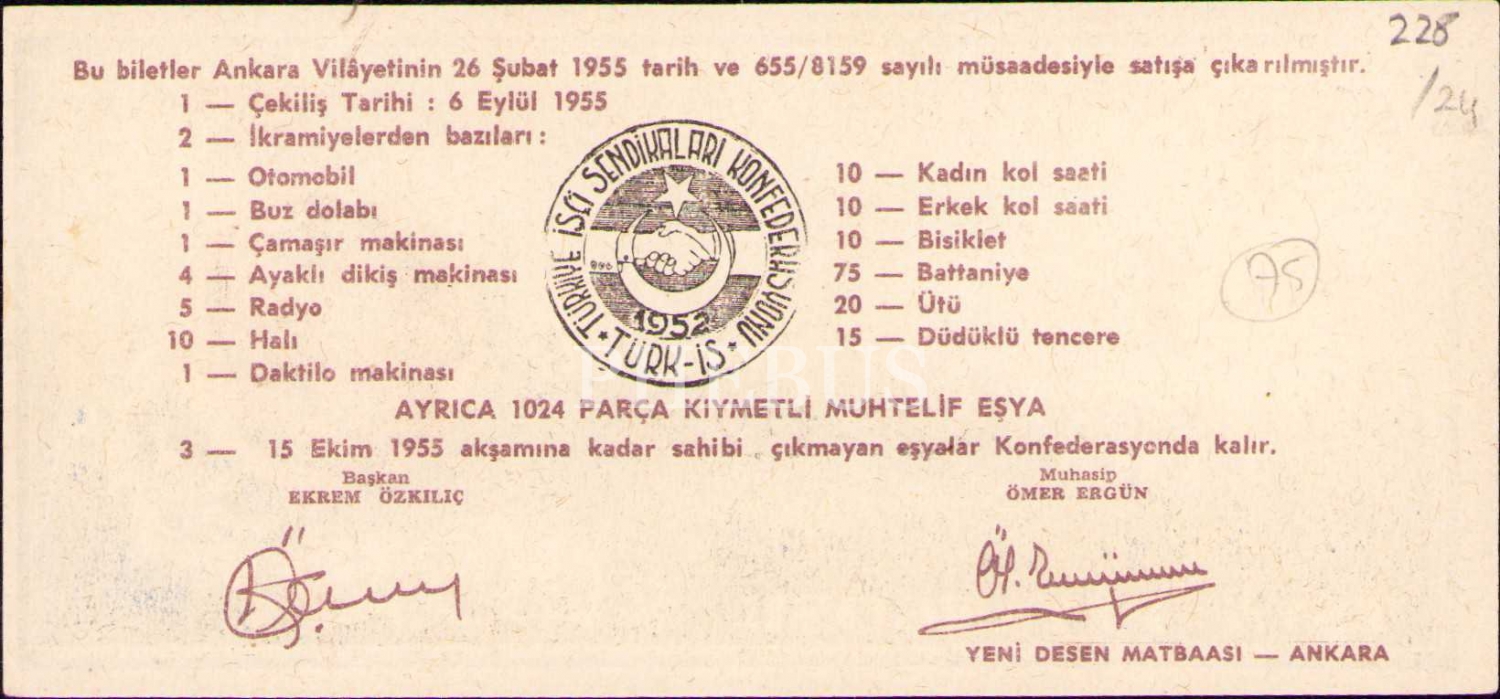 228
/24
Bu biletler Ankara Vilâyetinin 26 Şubat 1955 tarih ve 655/8159 sayılı müsaadesiyle satışa çıkarılmıştır.
1 — Çekiliş Tarihi : 6 Eylül 1955
2 — İkramiyelerden bazıları :
1 — Otomobil
1 — Buz dolabı
1 — Çamaşır makinası
4 — Ayaklı dikiş makinası
5 — Radyo
10 — Halı
1 — Daktilo makinası
TÜRKİYE İŞÇİ SENDİKALARI KONFEDERASYONU
1952
TÜRK-İŞ
10 — Kadın kol saati
10 — Erkek kol saati
10 — Bisiklet
75 — Battaniye
20 — Ütü
15 — Düdüklü tencere
75
PHEBUS
AYRICA 1024 PARÇA KIYMETLİ MUHTELİF EŞYA
3 — 15 Ekim 1955 akşamına kadar sahibi çıkmayan eşyalar Konfederasyonda kalır.
Başkan
EKREM ÖZKILIÇ
Muhasip
ÖMER ERGÜN
YENİ DESEN MATBAASI — ANKARA